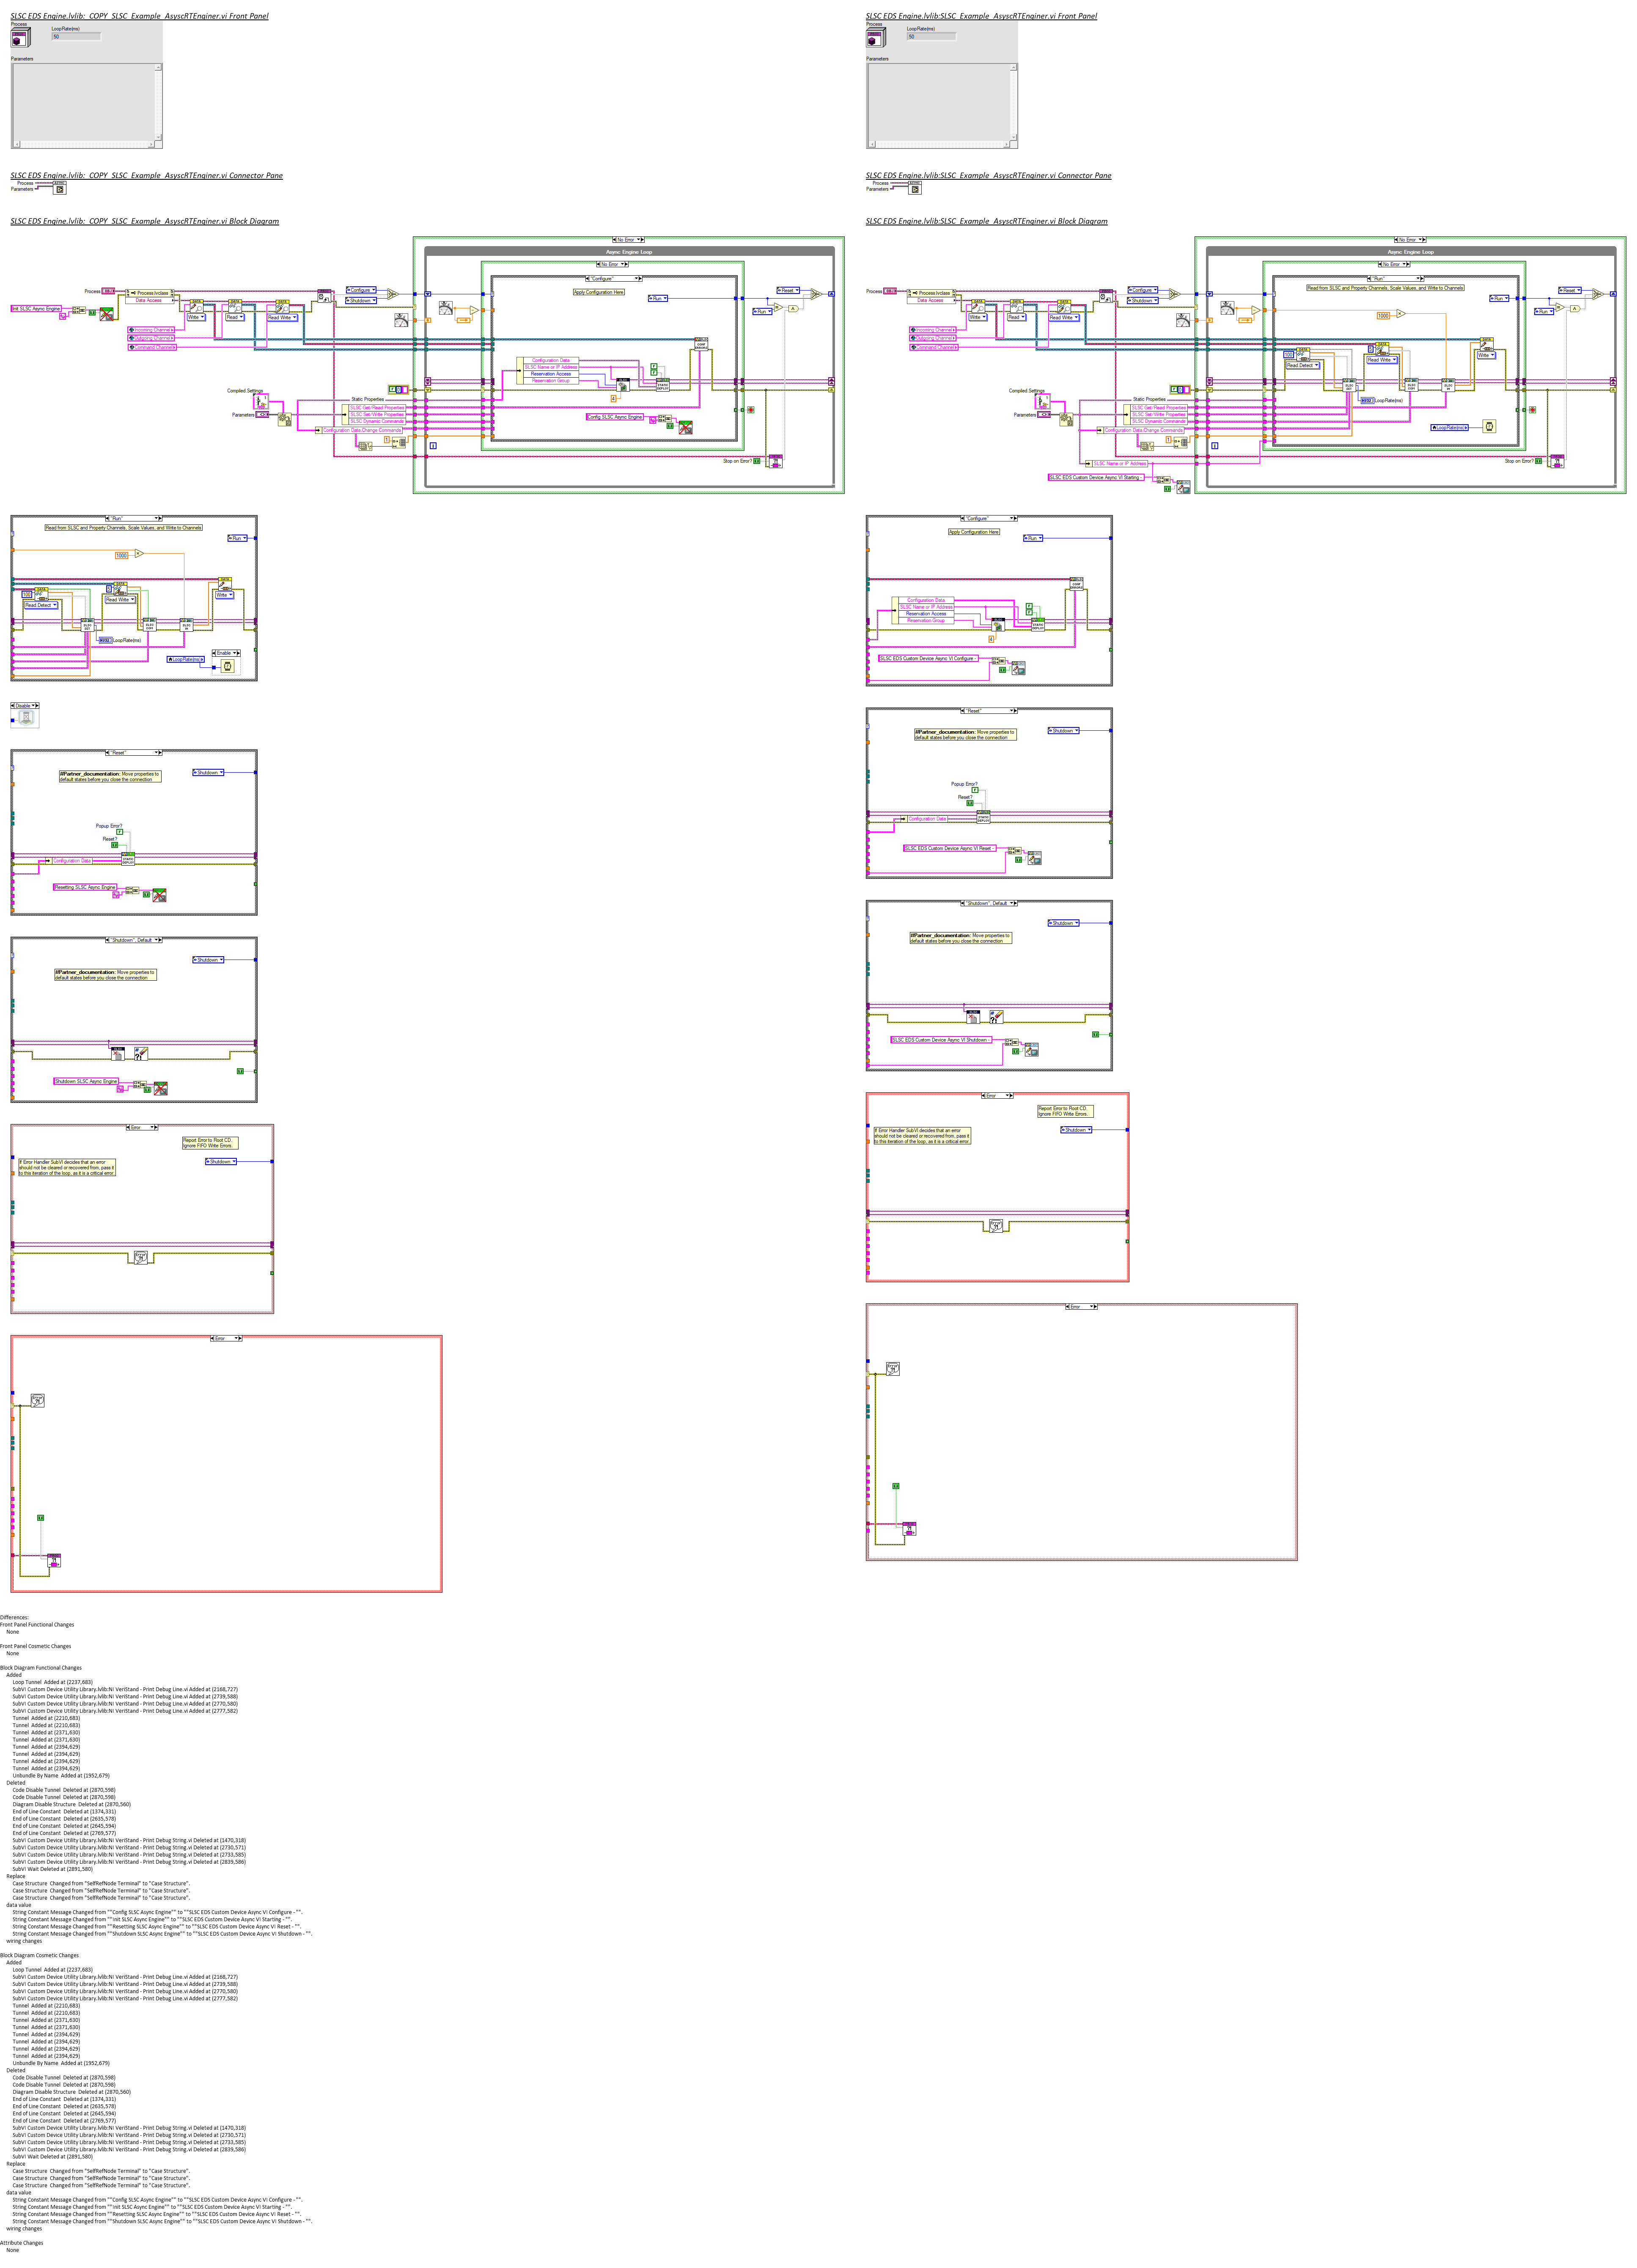 SLSC EDS Engine.lvlib:_COPY_SLSC_Example_AsyscRTEnginer.vi Front Panel
Process
LoopRate(ms)
50
Parameters
SLSC EDS Engine.lvlib:_COPY_SLSC_Example_AsyscRTEnginer.vi Connector Pane
Process
Parameters
SLSC EDS Engine.lvlib:_COPY_SLSC_Example_AsyscRTEnginer.vi Block Diagram
No Error
Async Engine Loop
No Error
"Configure"
Apply Configuration Here
Process
Process.lvclass
Data Access
Init SLSC Async Engine
Write
Read
Read Write
Incoming Channel
Outgoing Channel
Command Channel
Configure
Shutdown
Run
Reset
Run
Configuration Data
SLSC Name or IP Address
Reservation Access
Reservation Group
Config SLSC Async Engine
Compiled Settings
Parameters
Static Properties
SLSC Get/Read Properties
SLSC Set/Write Properties
SLSC Dynamic Commands
Configuration Data Change Commands
Stop on Error?
"Run"
Read from SLSC and Property Channels, Scale Values, and Write to Channels
Run
1000
100
Read Detect
Read Write
Write
LoopRate(ms)
LoopRate(ms)
Enable
Disable
"Reset"
#Partner_documentation: Move properties to
default states before you close the connection
Shutdown
Popup Error?
Reset?
Configuration Data
Resetting SLSC Async Engine
"Shutdown", Default
Shutdown
#Partner_documentation: Move properties to
default states before you close the connection
Shutdown SLSC Async Engine
Error
Report Error to Root CD.
Ignore FIFO Write Errors.
If Error Handler SubVI decides that an error
should not be cleared or recovered from, pass it
to this iteration of the loop, as it is a critical error
Shutdown
Error
SLSC EDS Engine.lvlib:SLSC_Example_AsyscRTEnginer.vi Front Panel
Process
LoopRate(ms)
50
Parameters
SLSC EDS Engine.lvlib:SLSC_Example_AsyscRTEnginer.vi Connector Pane
Process
Parameters
SLSC EDS Engine.lvlib:SLSC_Example_AsyscRTEnginer.vi Block Diagram
No Error
Async Engine Loop
No Error
"Run"
Read from SLSC and Property Channels, Scale Values, and Write to Channels
Process
Process.lvclass
Data Access
Write
Read
Read Write
Incoming Channel
Outgoing Channel
Command Channel
Configure
Shutdown
Run
Reset
Run
1000
100
Read Detect
Read Write
Write
LoopRate(ms)
LoopRate(ms)
Compiled Settings
Parameters
Static Properties
SLSC Get/Read Properties
SLSC Set/Write Properties
SLSC Dynamic Commands
Configuration Data Change Commands
SLSC Name or IP Address
SLSC EDS Custom Device Async VI Starting -
Stop on Error?
"Configure"
Apply Configuration Here
Run
Configuration Data
SLSC Name or IP Address
Reservation Access
Reservation Group
SLSC EDS Custom Device Async VI Configure -
"Reset"
#Partner_documentation: Move properties to
default states before you close the connection
Shutdown
Popup Error?
Reset?
Configuration Data
SLSC EDS Custom Device Async VI Reset -
"Shutdown", Default
Shutdown
#Partner_documentation: Move properties to
default states before you close the connection
SLSC EDS Custom Device Async VI Shutdown -
Error
Report Error to Root CD.
Ignore FIFO Write Errors.
If Error Handler SubVI decides that an error
should not be cleared or recovered from, pass it
to this iteration of the loop, as it is a critical error
Shutdown
Error
Differences:
Front Panel Functional Changes
None
Front Panel Cosmetic Changes
None
Block Diagram Functional Changes
Added
Loop Tunnel  Added at (2237,683)
SubVI Custom Device Utility Library.lvlib:NI VeriStand - Print Debug Line.vi Added at (2168,727)
SubVI Custom Device Utility Library.lvlib:NI VeriStand - Print Debug Line.vi Added at (2739,588)
SubVI Custom Device Utility Library.lvlib:NI VeriStand - Print Debug Line.vi Added at (2770,580)
SubVI Custom Device Utility Library.lvlib:NI VeriStand - Print Debug Line.vi Added at (2777,582)
Tunnel  Added at (2210,683)
Tunnel  Added at (2210,683)
Tunnel  Added at (2371,630)
Tunnel  Added at (2371,630)
Tunnel  Added at (2394,629)
Tunnel  Added at (2394,629)
Tunnel  Added at (2394,629)
Tunnel  Added at (2394,629)
Unbundle By Name  Added at (1952,679)
Deleted
Code Disable Tunnel  Deleted at (2870,598)
Code Disable Tunnel  Deleted at (2870,598)
Diagram Disable Structure  Deleted at (2870,560)
End of Line Constant  Deleted at (1374,331)
End of Line Constant  Deleted at (2635,578)
End of Line Constant  Deleted at (2645,594)
End of Line Constant  Deleted at (2769,577)
SubVI Custom Device Utility Library.lvlib:NI VeriStand - Print Debug String.vi Deleted at (1470,318)
SubVI Custom Device Utility Library.lvlib:NI VeriStand - Print Debug String.vi Deleted at (2730,571)
SubVI Custom Device Utility Library.lvlib:NI VeriStand - Print Debug String.vi Deleted at (2733,585)
SubVI Custom Device Utility Library.lvlib:NI VeriStand - Print Debug String.vi Deleted at (2839,586)
SubVI Wait Deleted at (2891,580)
Replace
Case Structure  Changed from "SelfRefNode Terminal" to "Case Structure".
Case Structure  Changed from "SelfRefNode Terminal" to "Case Structure".
Case Structure  Changed from "SelfRefNode Terminal" to "Case Structure".
data value
String Constant Message Changed from ""Config SLSC Async Engine"" to ""SLSC EDS Custom Device Async VI Configure - "".
String Constant Message Changed from ""Init SLSC Async Engine"" to ""SLSC EDS Custom Device Async VI Starting - "".
String Constant Message Changed from ""Resetting SLSC Async Engine"" to ""SLSC EDS Custom Device Async VI Reset - "".
String Constant Message Changed from ""Shutdown SLSC Async Engine"" to ""SLSC EDS Custom Device Async VI Shutdown - "".
wiring changes
Block Diagram Cosmetic Changes
Added
Loop Tunnel  Added at (2237,683)
SubVI Custom Device Utility Library.lvlib:NI VeriStand - Print Debug Line.vi Added at (2168,727)
SubVI Custom Device Utility Library.lvlib:NI VeriStand - Print Debug Line.vi Added at (2739,588)
SubVI Custom Device Utility Library.lvlib:NI VeriStand - Print Debug Line.vi Added at (2770,580)
SubVI Custom Device Utility Library.lvlib:NI VeriStand - Print Debug Line.vi Added at (2777,582)
Tunnel  Added at (2210,683)
Tunnel  Added at (2210,683)
Tunnel  Added at (2371,630)
Tunnel  Added at (2371,630)
Tunnel  Added at (2394,629)
Tunnel  Added at (2394,629)
Tunnel  Added at (2394,629)
Tunnel  Added at (2394,629)
Unbundle By Name  Added at (1952,679)
Deleted
Code Disable Tunnel  Deleted at (2870,598)
Code Disable Tunnel  Deleted at (2870,598)
Diagram Disable Structure  Deleted at (2870,560)
End of Line Constant  Deleted at (1374,331)
End of Line Constant  Deleted at (2635,578)
End of Line Constant  Deleted at (2645,594)
End of Line Constant  Deleted at (2769,577)
SubVI Custom Device Utility Library.lvlib:NI VeriStand - Print Debug String.vi Deleted at (1470,318)
SubVI Custom Device Utility Library.lvlib:NI VeriStand - Print Debug String.vi Deleted at (2730,571)
SubVI Custom Device Utility Library.lvlib:NI VeriStand - Print Debug String.vi Deleted at (2733,585)
SubVI Custom Device Utility Library.lvlib:NI VeriStand - Print Debug String.vi Deleted at (2839,586)
SubVI Wait Deleted at (2891,580)
Replace
Case Structure  Changed from "SelfRefNode Terminal" to "Case Structure".
Case Structure  Changed from "SelfRefNode Terminal" to "Case Structure".
Case Structure  Changed from "SelfRefNode Terminal" to "Case Structure".
data value
String Constant Message Changed from ""Config SLSC Async Engine"" to ""SLSC EDS Custom Device Async VI Configure - "".
String Constant Message Changed from ""Init SLSC Async Engine"" to ""SLSC EDS Custom Device Async VI Starting - "".
String Constant Message Changed from ""Resetting SLSC Async Engine"" to ""SLSC EDS Custom Device Async VI Reset - "".
String Constant Message Changed from ""Shutdown SLSC Async Engine"" to ""SLSC EDS Custom Device Async VI Shutdown - "".
wiring changes
Attribute Changes
None